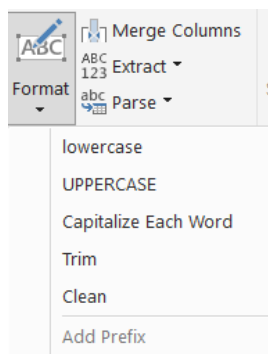 ABC
Format
Merge Columns
ABC
123
Extract
abc
Parse
lowercase
UPPERCASE
Capitalize Each Word
Trim
Clean
Add Prefix